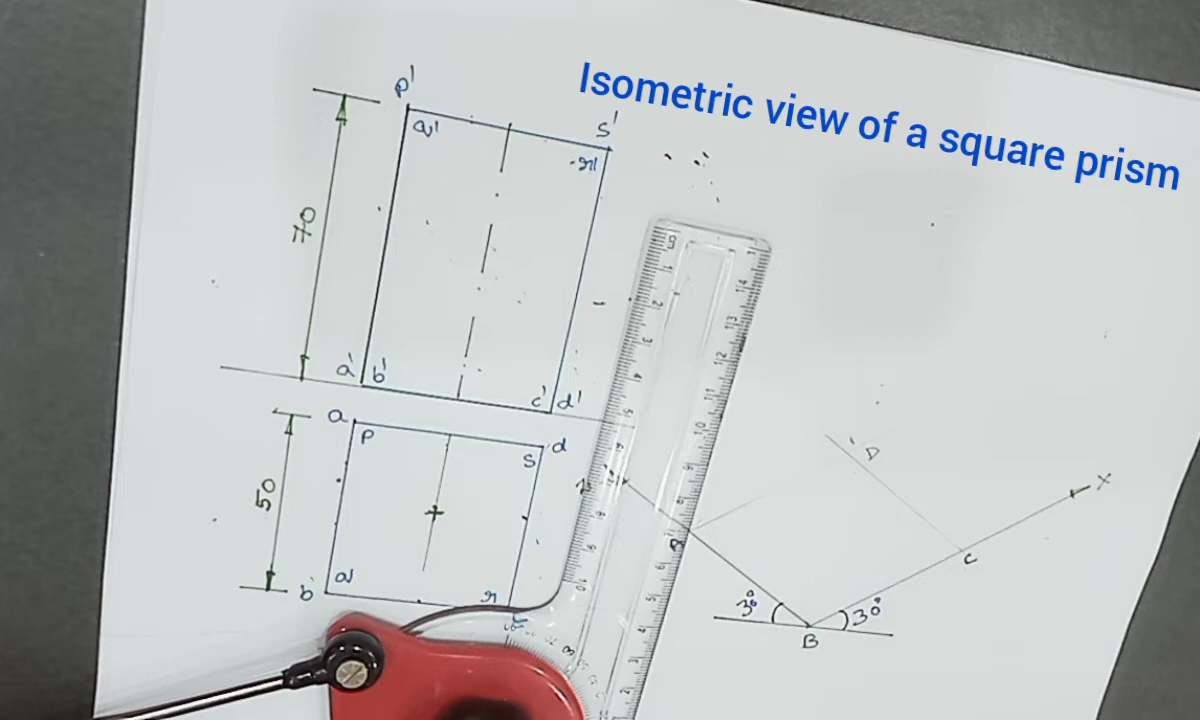 Isometric view of a square prism
p'
q'
s'
r'
70
a'
b'
c'
d'
a
p
d
s
50
b
q
r
c
D
X
C
30°
30°
B